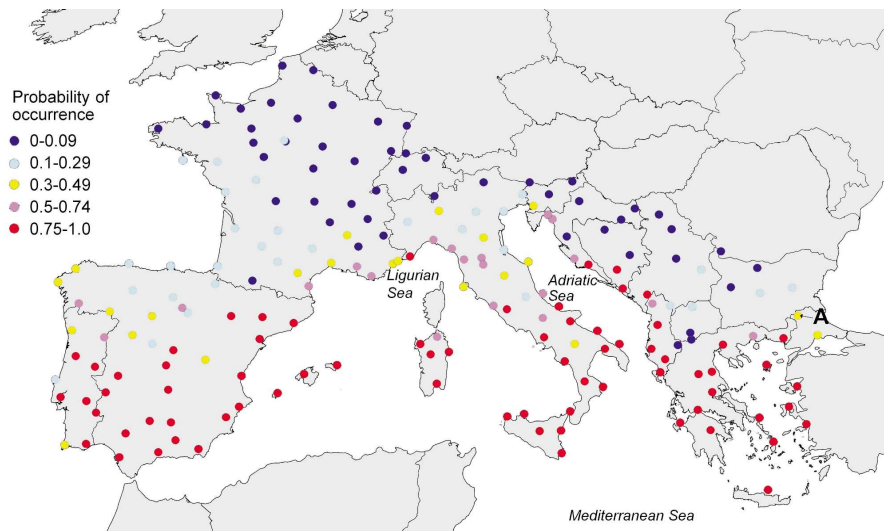 Probability of
occurrence
0-0.09
0.1-0.29
0.3-0.49
0.5-0.74
0.75-1.0
Ligurian
Sea
Adriatic
Sea
A
Mediterranean Sea